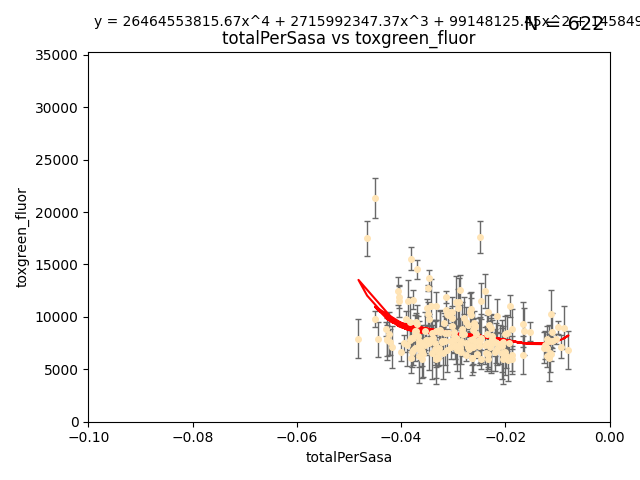 y = 26464553815.67x^4 + 2715992347.37x^3 + 99148125.
N = 622
totalPerSasa vs toxgreen_fluor
35000
30000
25000
20000
15000
10000
5000
0
toxgreen_fluor
−0.10 −0.08 −0.06 −0.04 −0.02 0.00
totalPerSasa